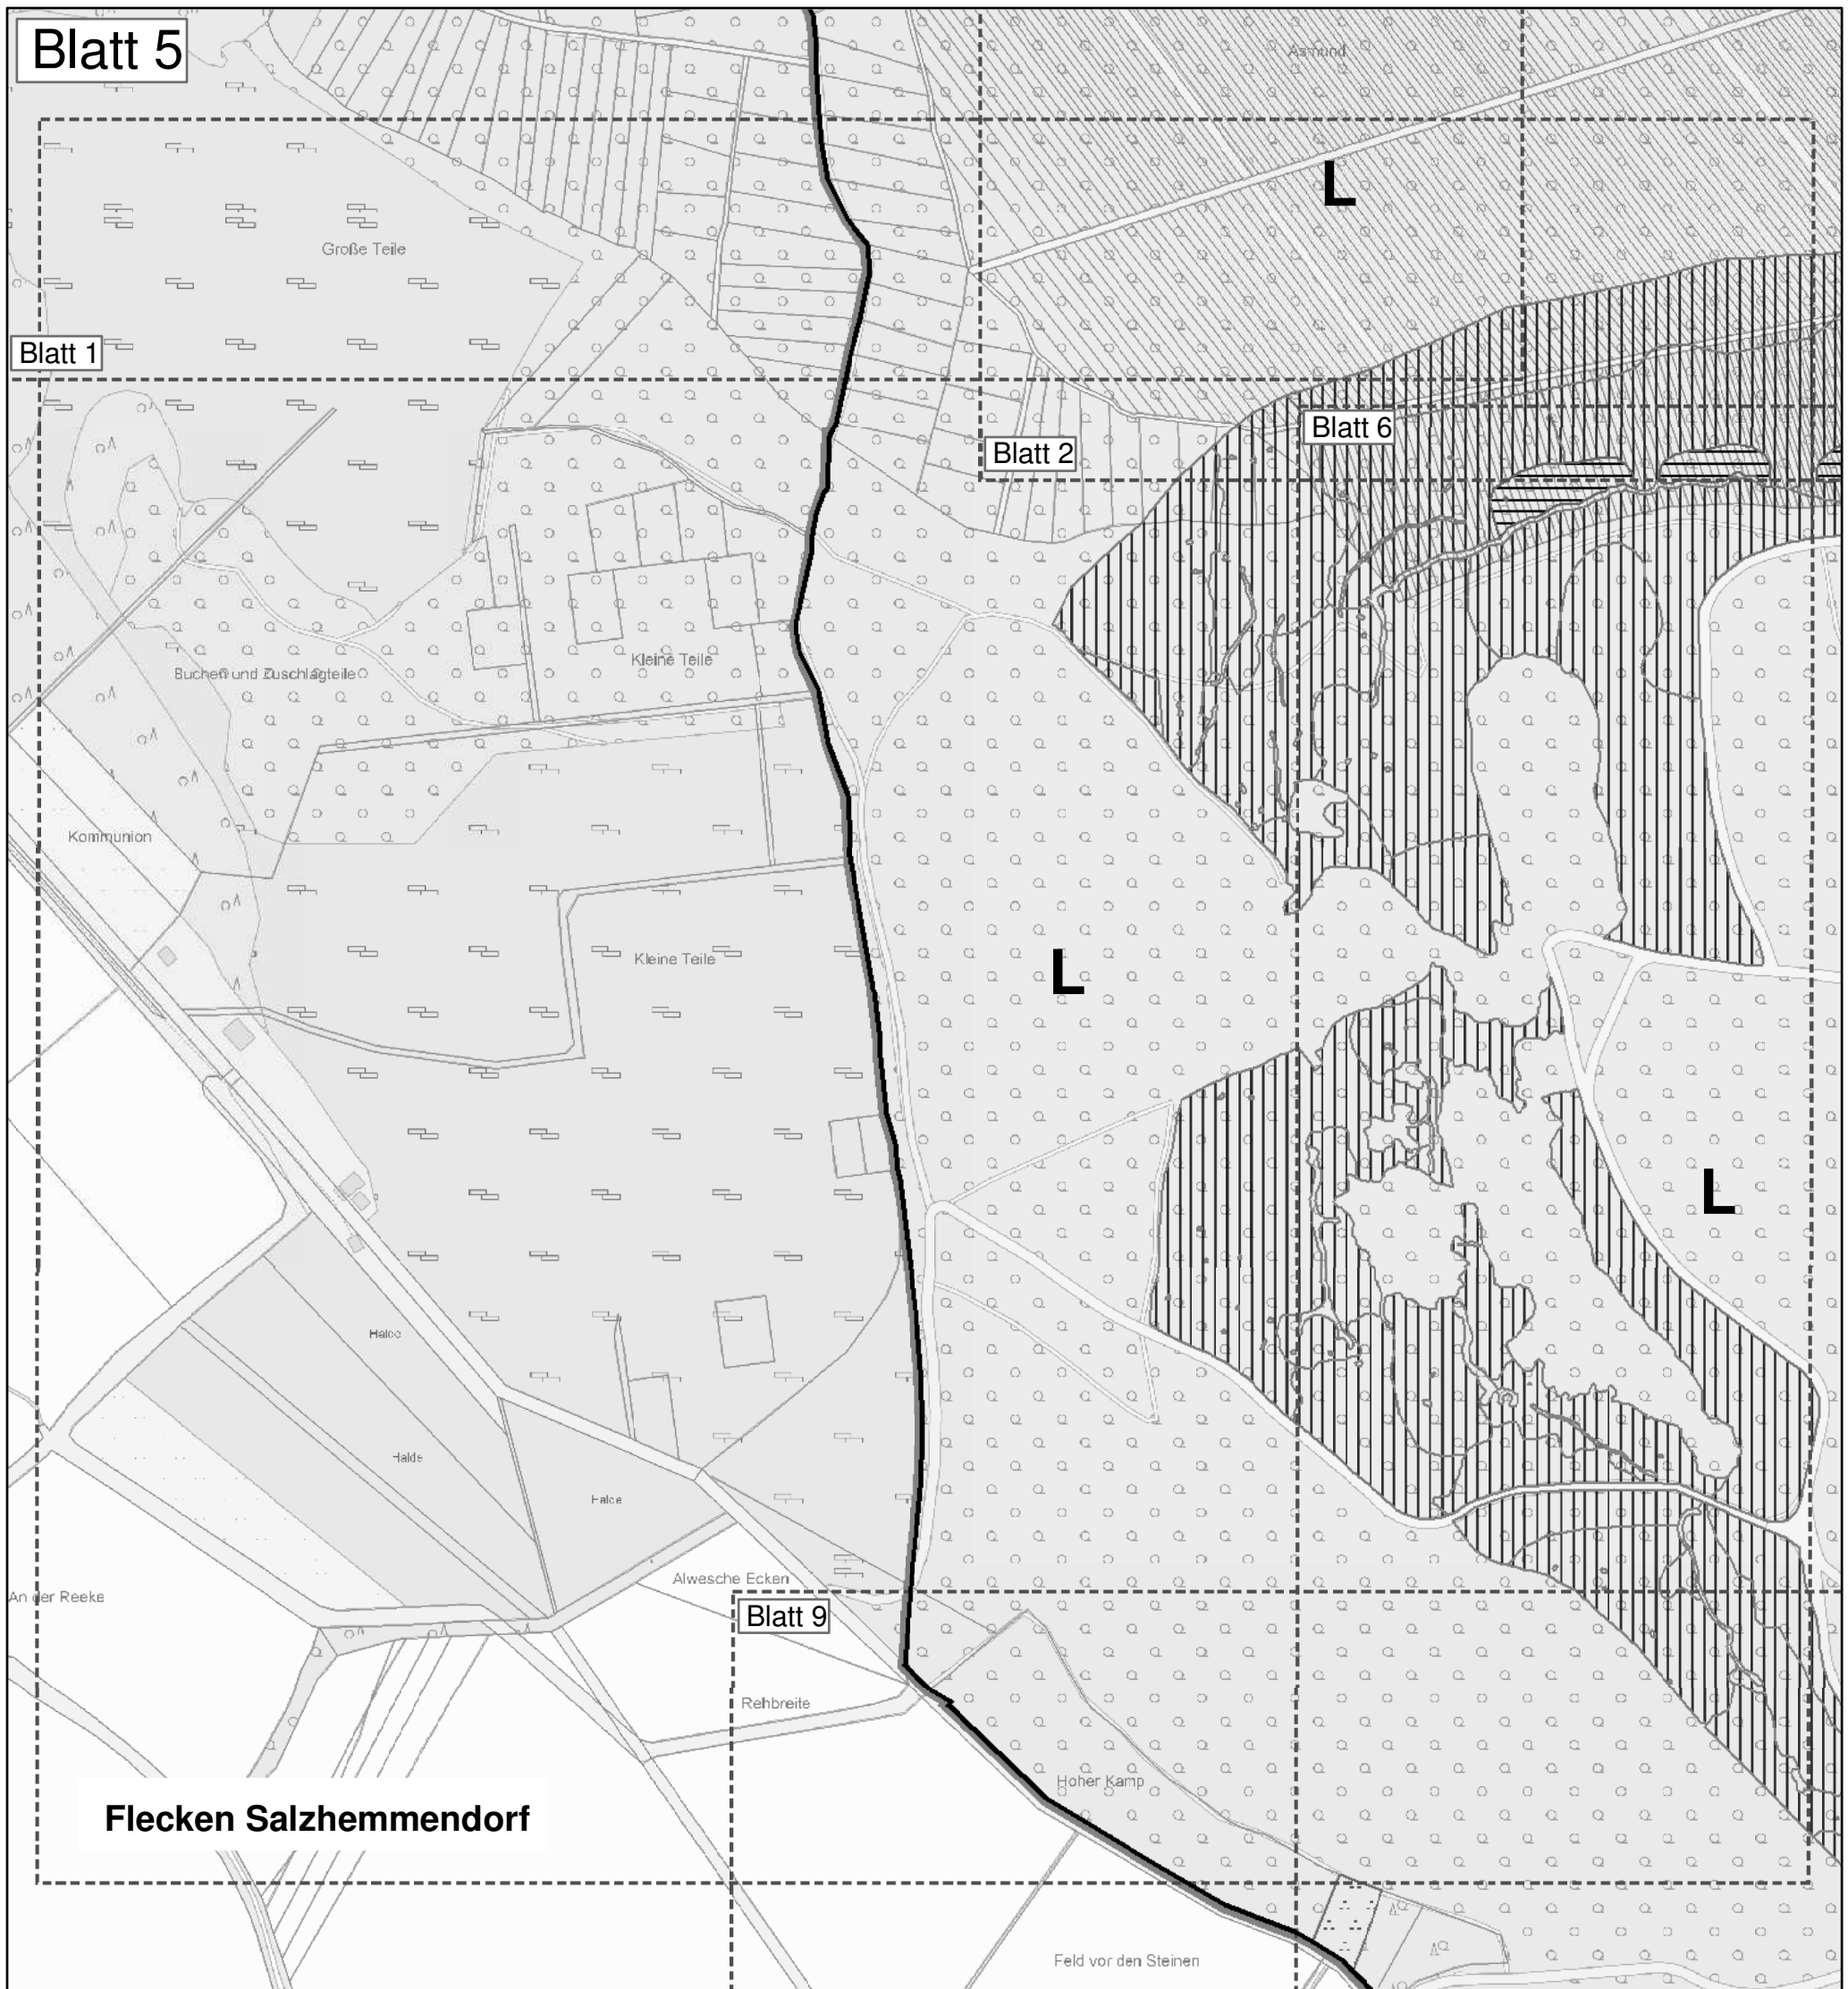 Blatt 5
Asmund
L
Große Teile
Blatt 1
Blatt 6
Blatt 2
Kleine Teile
Buchen und Zuschlagteile
Kommunion
Kleine Teile
L
L
Halde
Halde
Halde
Alwesche Ecken
An der Reeke
Blatt 9
Rehbreite
Hoher Kamp
Flecken Salzhemmendorf
Feld vor den Steinen